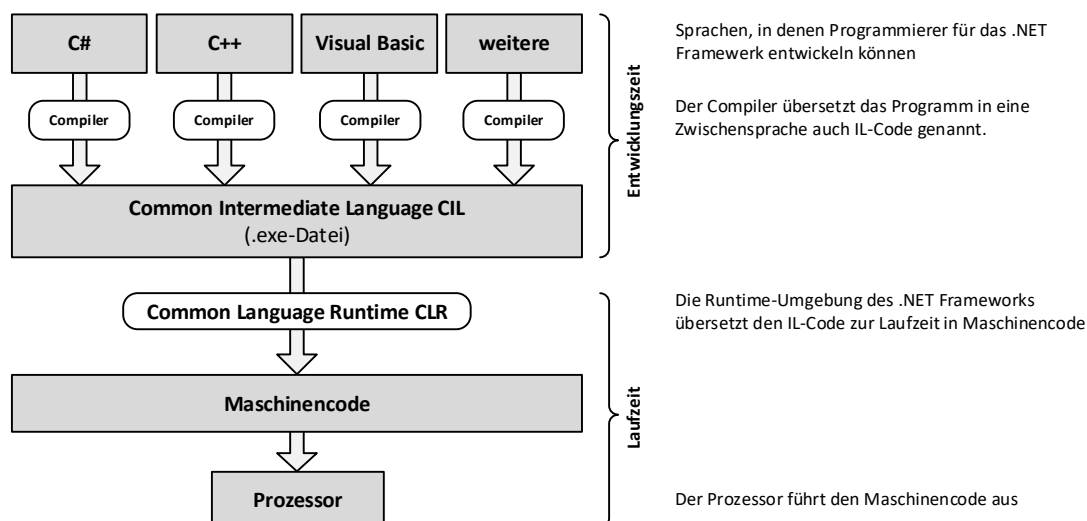 C#
C++
Visual Basic
weitere
Sprachen, in denen Programmierer für das .NET
Framewerk entwickeln können
Compiler
Compiler
Compiler
Compiler
Der Compiler übersetzt das Programm in eine
Zwischensprache auch IL-Code genannt.
Entwicklungszeit
Common Intermediate Language CIL
(.exe-Datei)
Common Language Runtime CLR
Die Runtime-Umgebung des .NET Frameworks
übersetzt den IL-Code zur Laufzeit in Maschinencode
Maschinencode
Laufzeit
Prozessor
Der Prozessor führt den Maschinencode aus